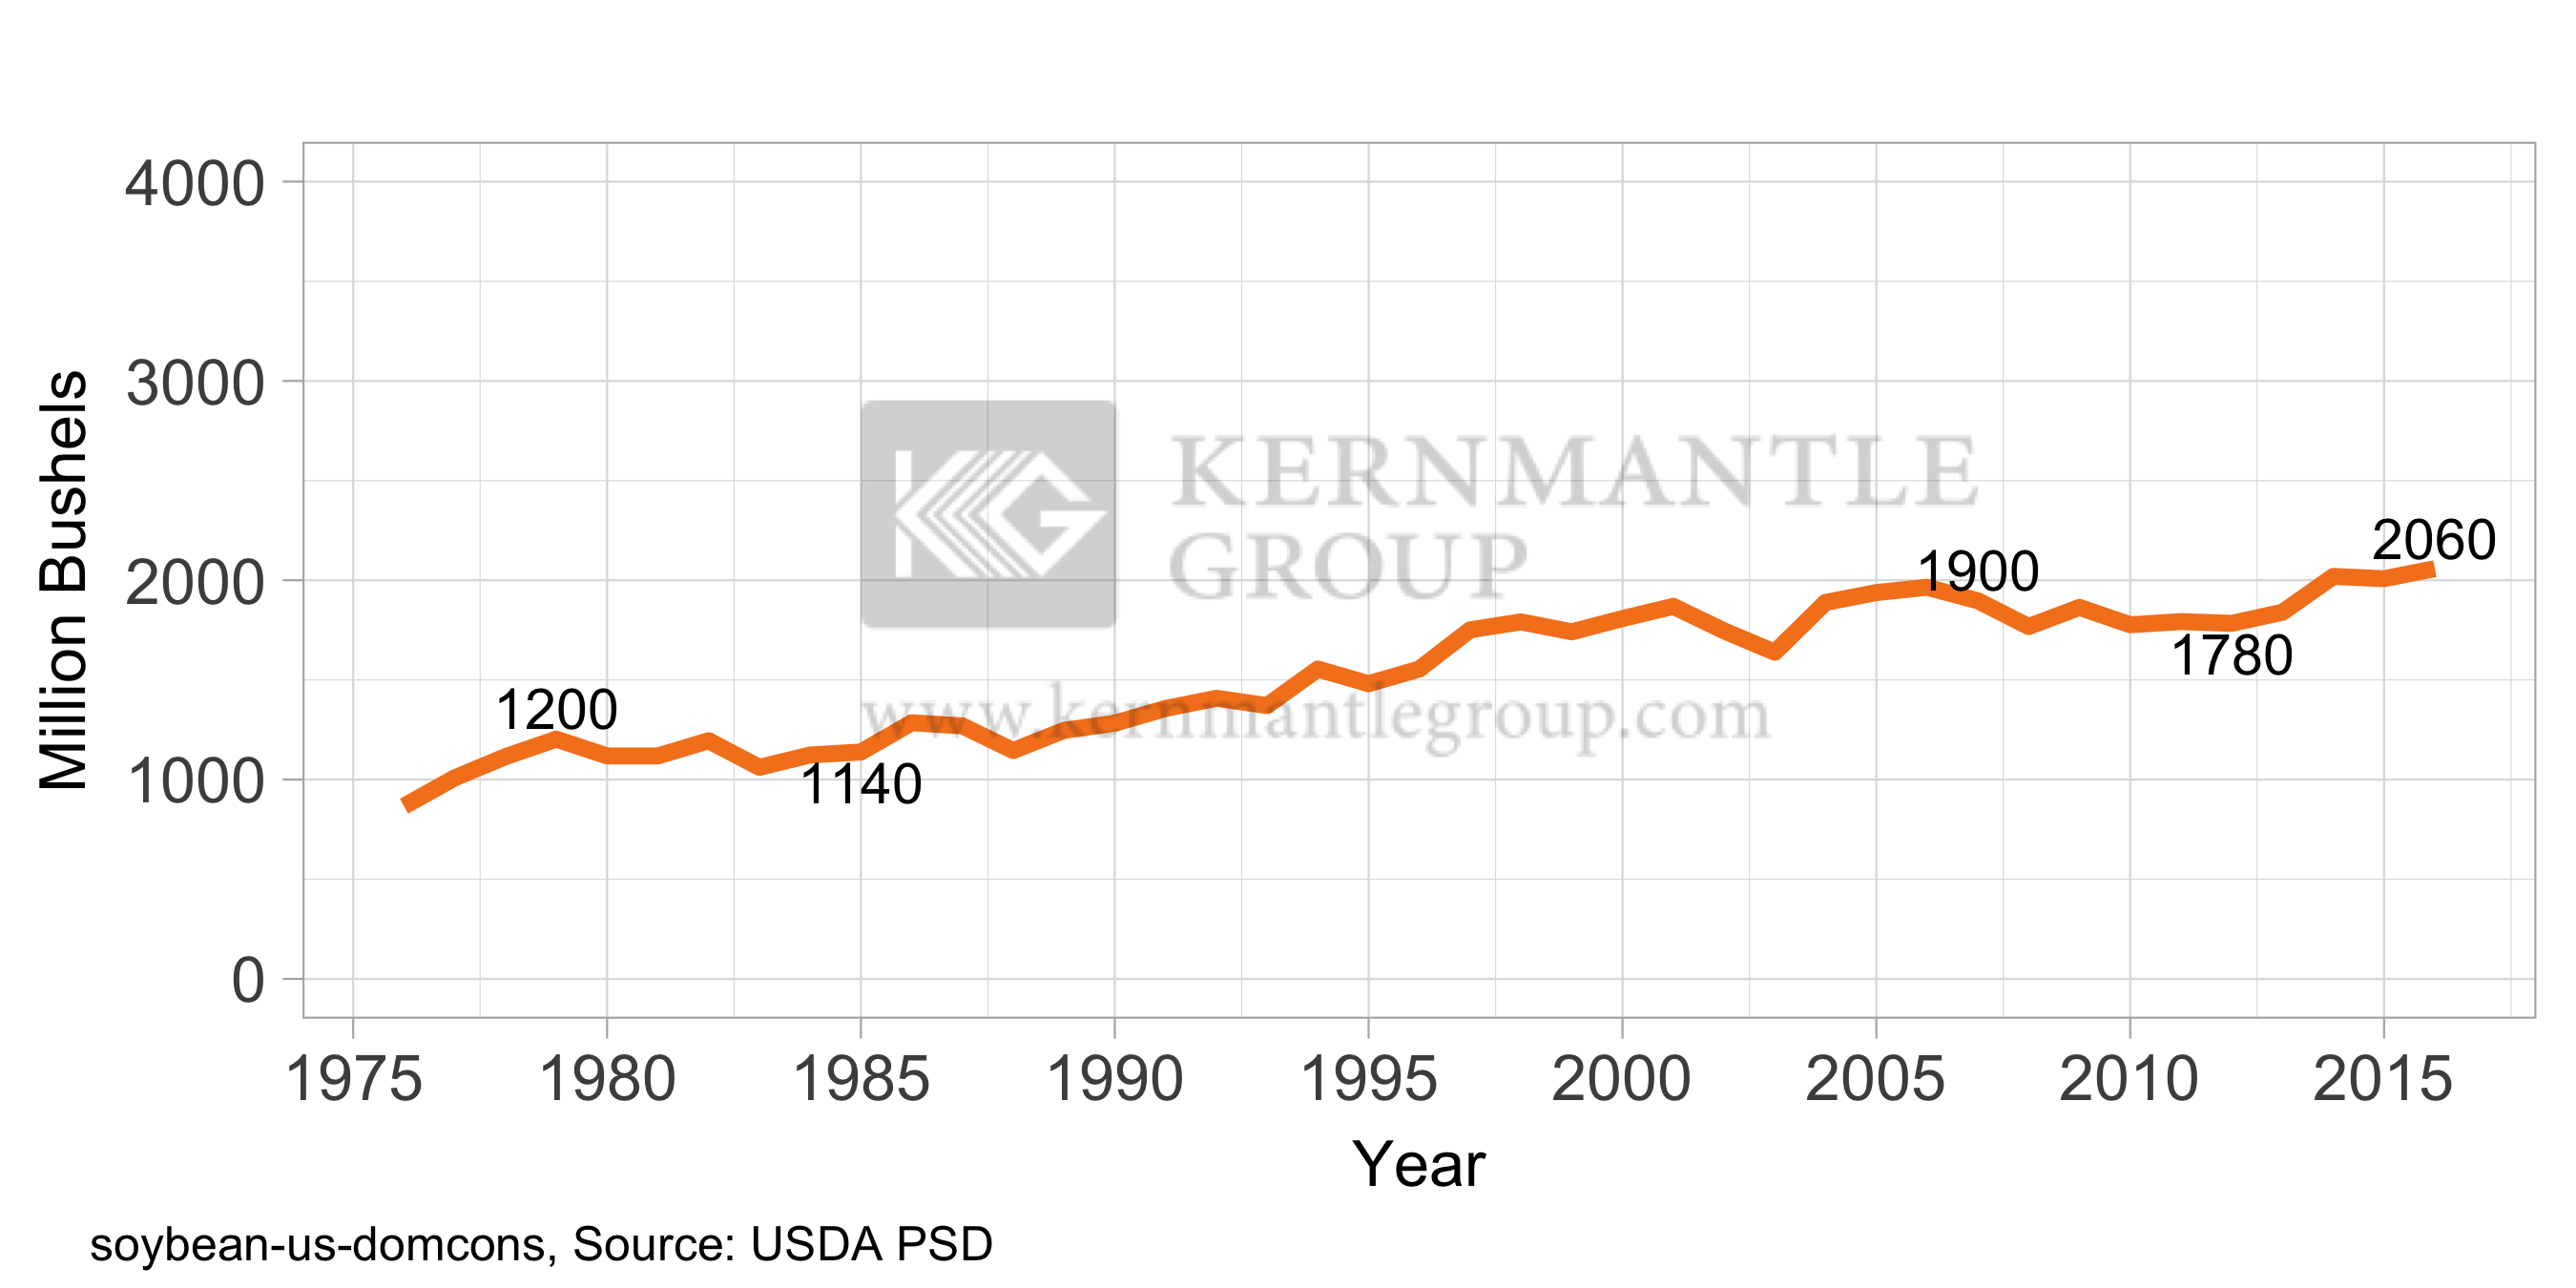 4000
3000
2000
1000
0
Million Bushels
KERNMANTLE
GROUP
www.kernmantlegroup.com
1200
1140
1900
1780
2060
1975 1980 1985 1990 1995 2000 2005 2010 2015
Year
soybean-us-domcons, Source: USDA PSD